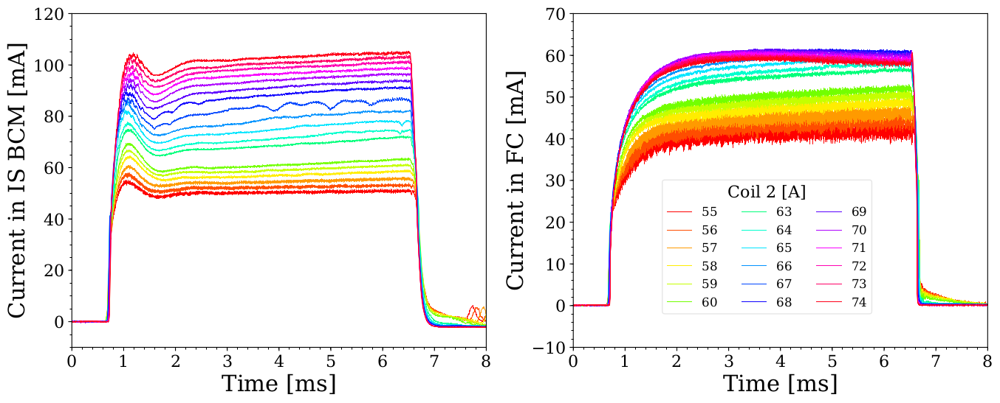 120
100
80
60
40
20
0
0 1 2 3 4 5 6 7 8
Time [ms]
Current in IS BCM [mA]
70
60
50
40
30
20
10
0
−10
0 1 2 3 4 5 6 7 8
Time [ms]
Current in FC [mA]
Coil 2 [A]
55 63 69
56 64 70
57 65 71
58 66 72
59 67 73
60 68 74